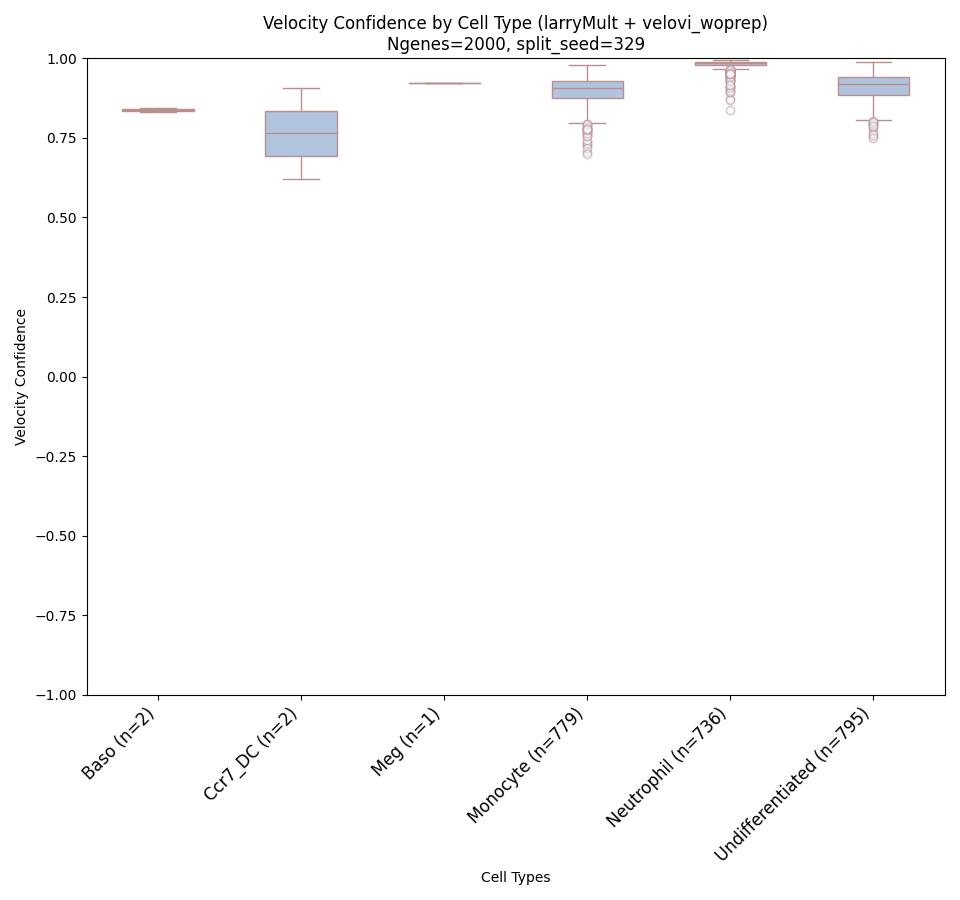 Velocity Confidence by Cell Type (larryMult + velovi_woprep)
Ngenes=2000, split_seed=329
1.00
0.75
0.50
0.25
0.00
−0.25
−0.50
−0.75
−1.00
Velocity Confidence
Baso (n=2)
Ccr7_DC (n=2)
Meg (n=1)
Monocyte (n=779)
Neutrophil (n=736)
Undifferentiated (n=795)
Cell Types